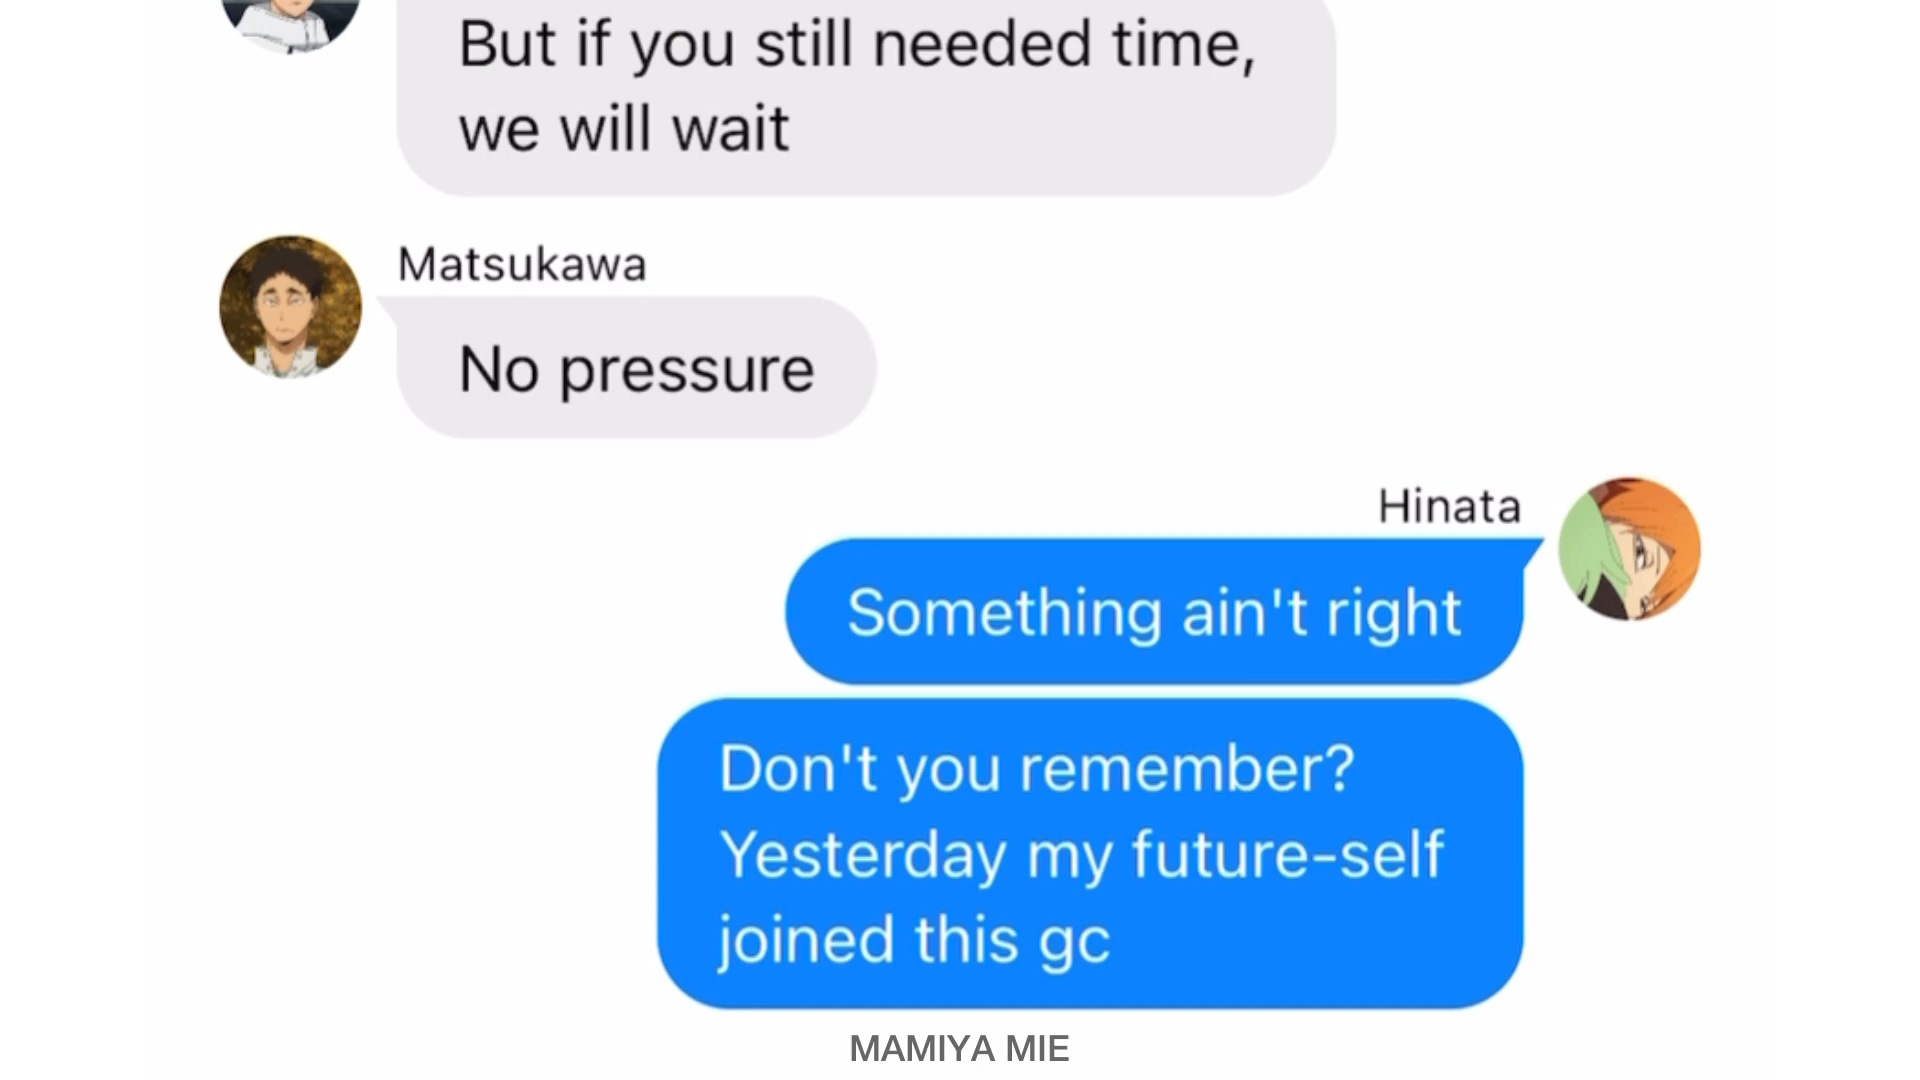 But if you still needed time,
we will wait
Matsukawa
No pressure
Hinata
Something ain't right
Don't you remember?
Yesterday my future-self
joined this gc
MAMIYA MIE